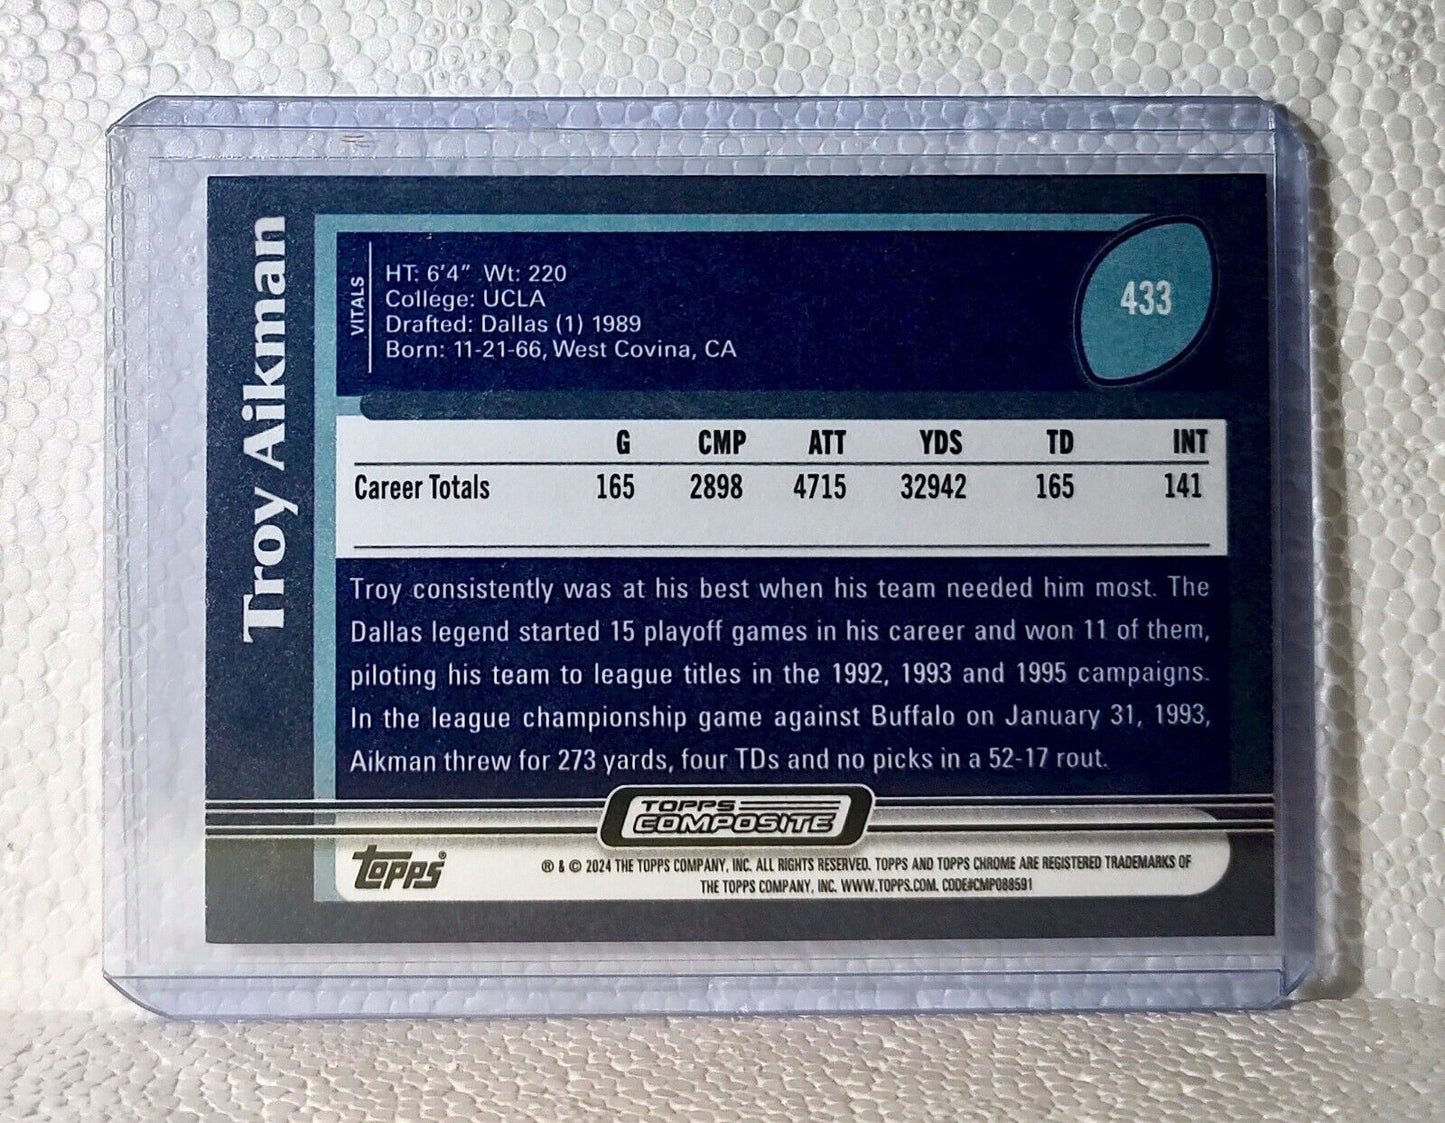 Troy Aikman
VITALS
HT: 6'4" Wt: 220
College: UCLA
Drafted: Dallas (1) 1989
Born: 11-21-66, West Covina, CA
433
G CMP ATT YDS TD INT
Career Totals 165 2898 4715 32942 165 141
Troy consistently was at his best when his team needed him most. The
Dallas legend started 15 playoff games in his career and won 11 of them,
piloting his team to league titles in the 1992, 1993 and 1995 campaigns.
In the league championship game against Buffalo on January 31, 1993,
Aikman threw for 273 yards, four TDs and no picks in a 52-17 rout.
TOPPS
COMPOSITE
Topps®
® & © 2024 THE TOPPS COMPANY, INC. ALL RIGHTS RESERVED. TOPPS AND TOPPS CHROME ARE REGISTERED TRADEMARKS OF
THE TOPPS COMPANY, INC. WWW.TOPPS.COM. CODE#CMP088591